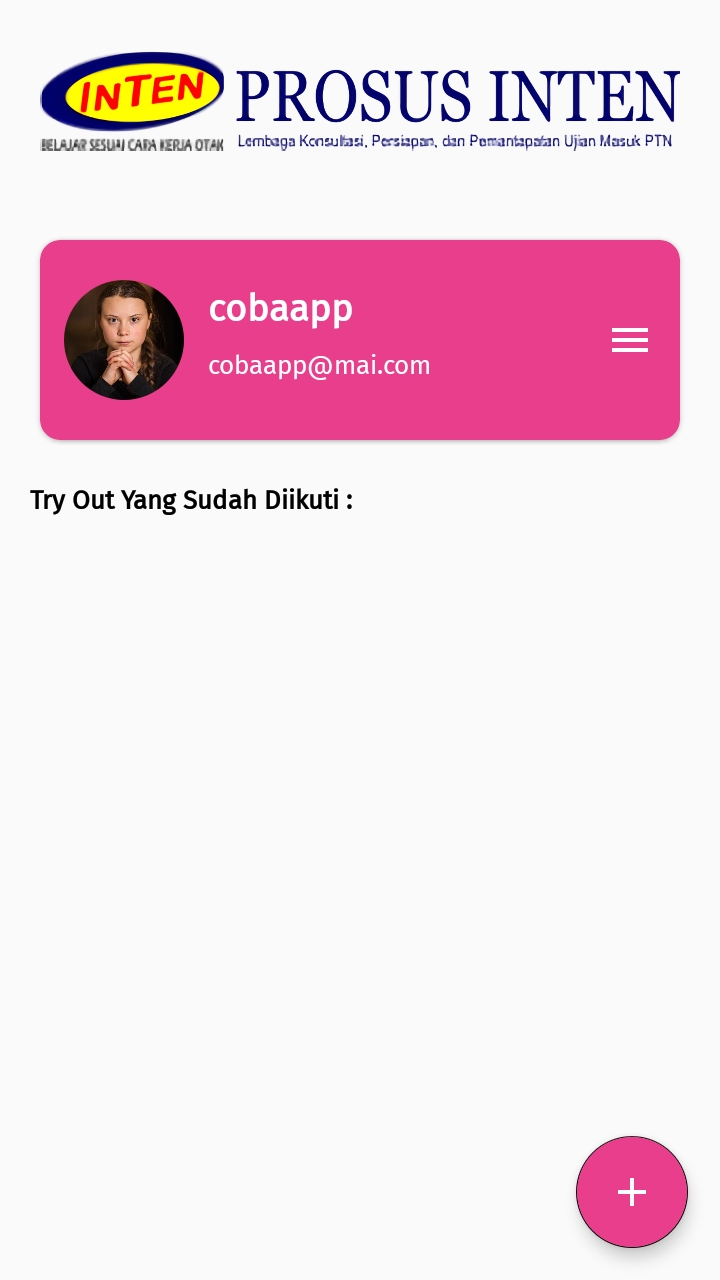 INTEN
PROSUS INTEN
BELAJAR SESUAI CARA KERJA OTAK
Lembaga Konsultasi, Persiapan, dan Pemantapatan Ujian Masuk PTN
cobaapp
cobaapp@mai.com
Try Out Yang Sudah Diikuti :